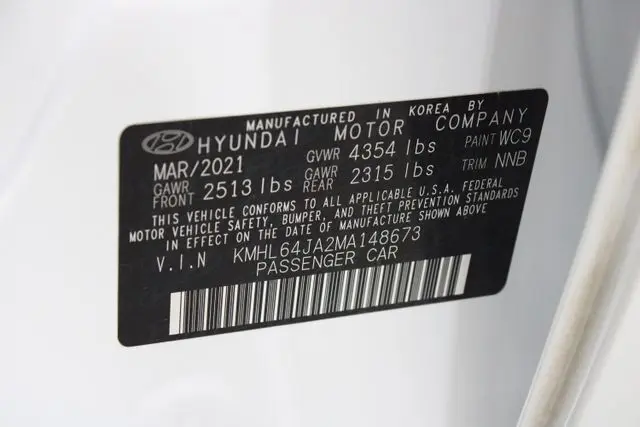 MANUFACTURED IN KOREA BY
HYUNDAI MOTOR COMPANY
MAR/2021 GVWR 4354 lbs PAINT WC9
GAWR FRONT 2513 lbs GAWR REAR 2315 lbs TRIM NNB
THIS VEHICLE CONFORMS TO ALL APPLICABLE U.S.A. FEDERAL
MOTOR VEHICLE SAFETY, BUMPER, AND THEFT PREVENTION STANDARDS
IN EFFECT ON THE DATE OF MANUFACTURE SHOWN ABOVE
V.I.N KMHL64JA2MA148673
PASSENGER CAR